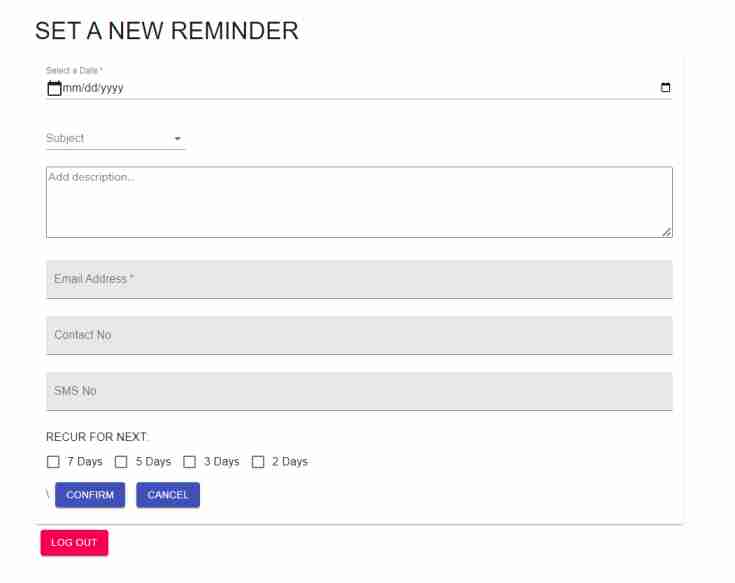 SET A NEW REMINDER
Select a Date *
mm/dd/yyyy
Subject
Add description...
Email Address *
Contact No
SMS No
RECUR FOR NEXT:
7 Days 5 Days 3 Days 2 Days
\ CONFIRM CANCEL
LOG OUT